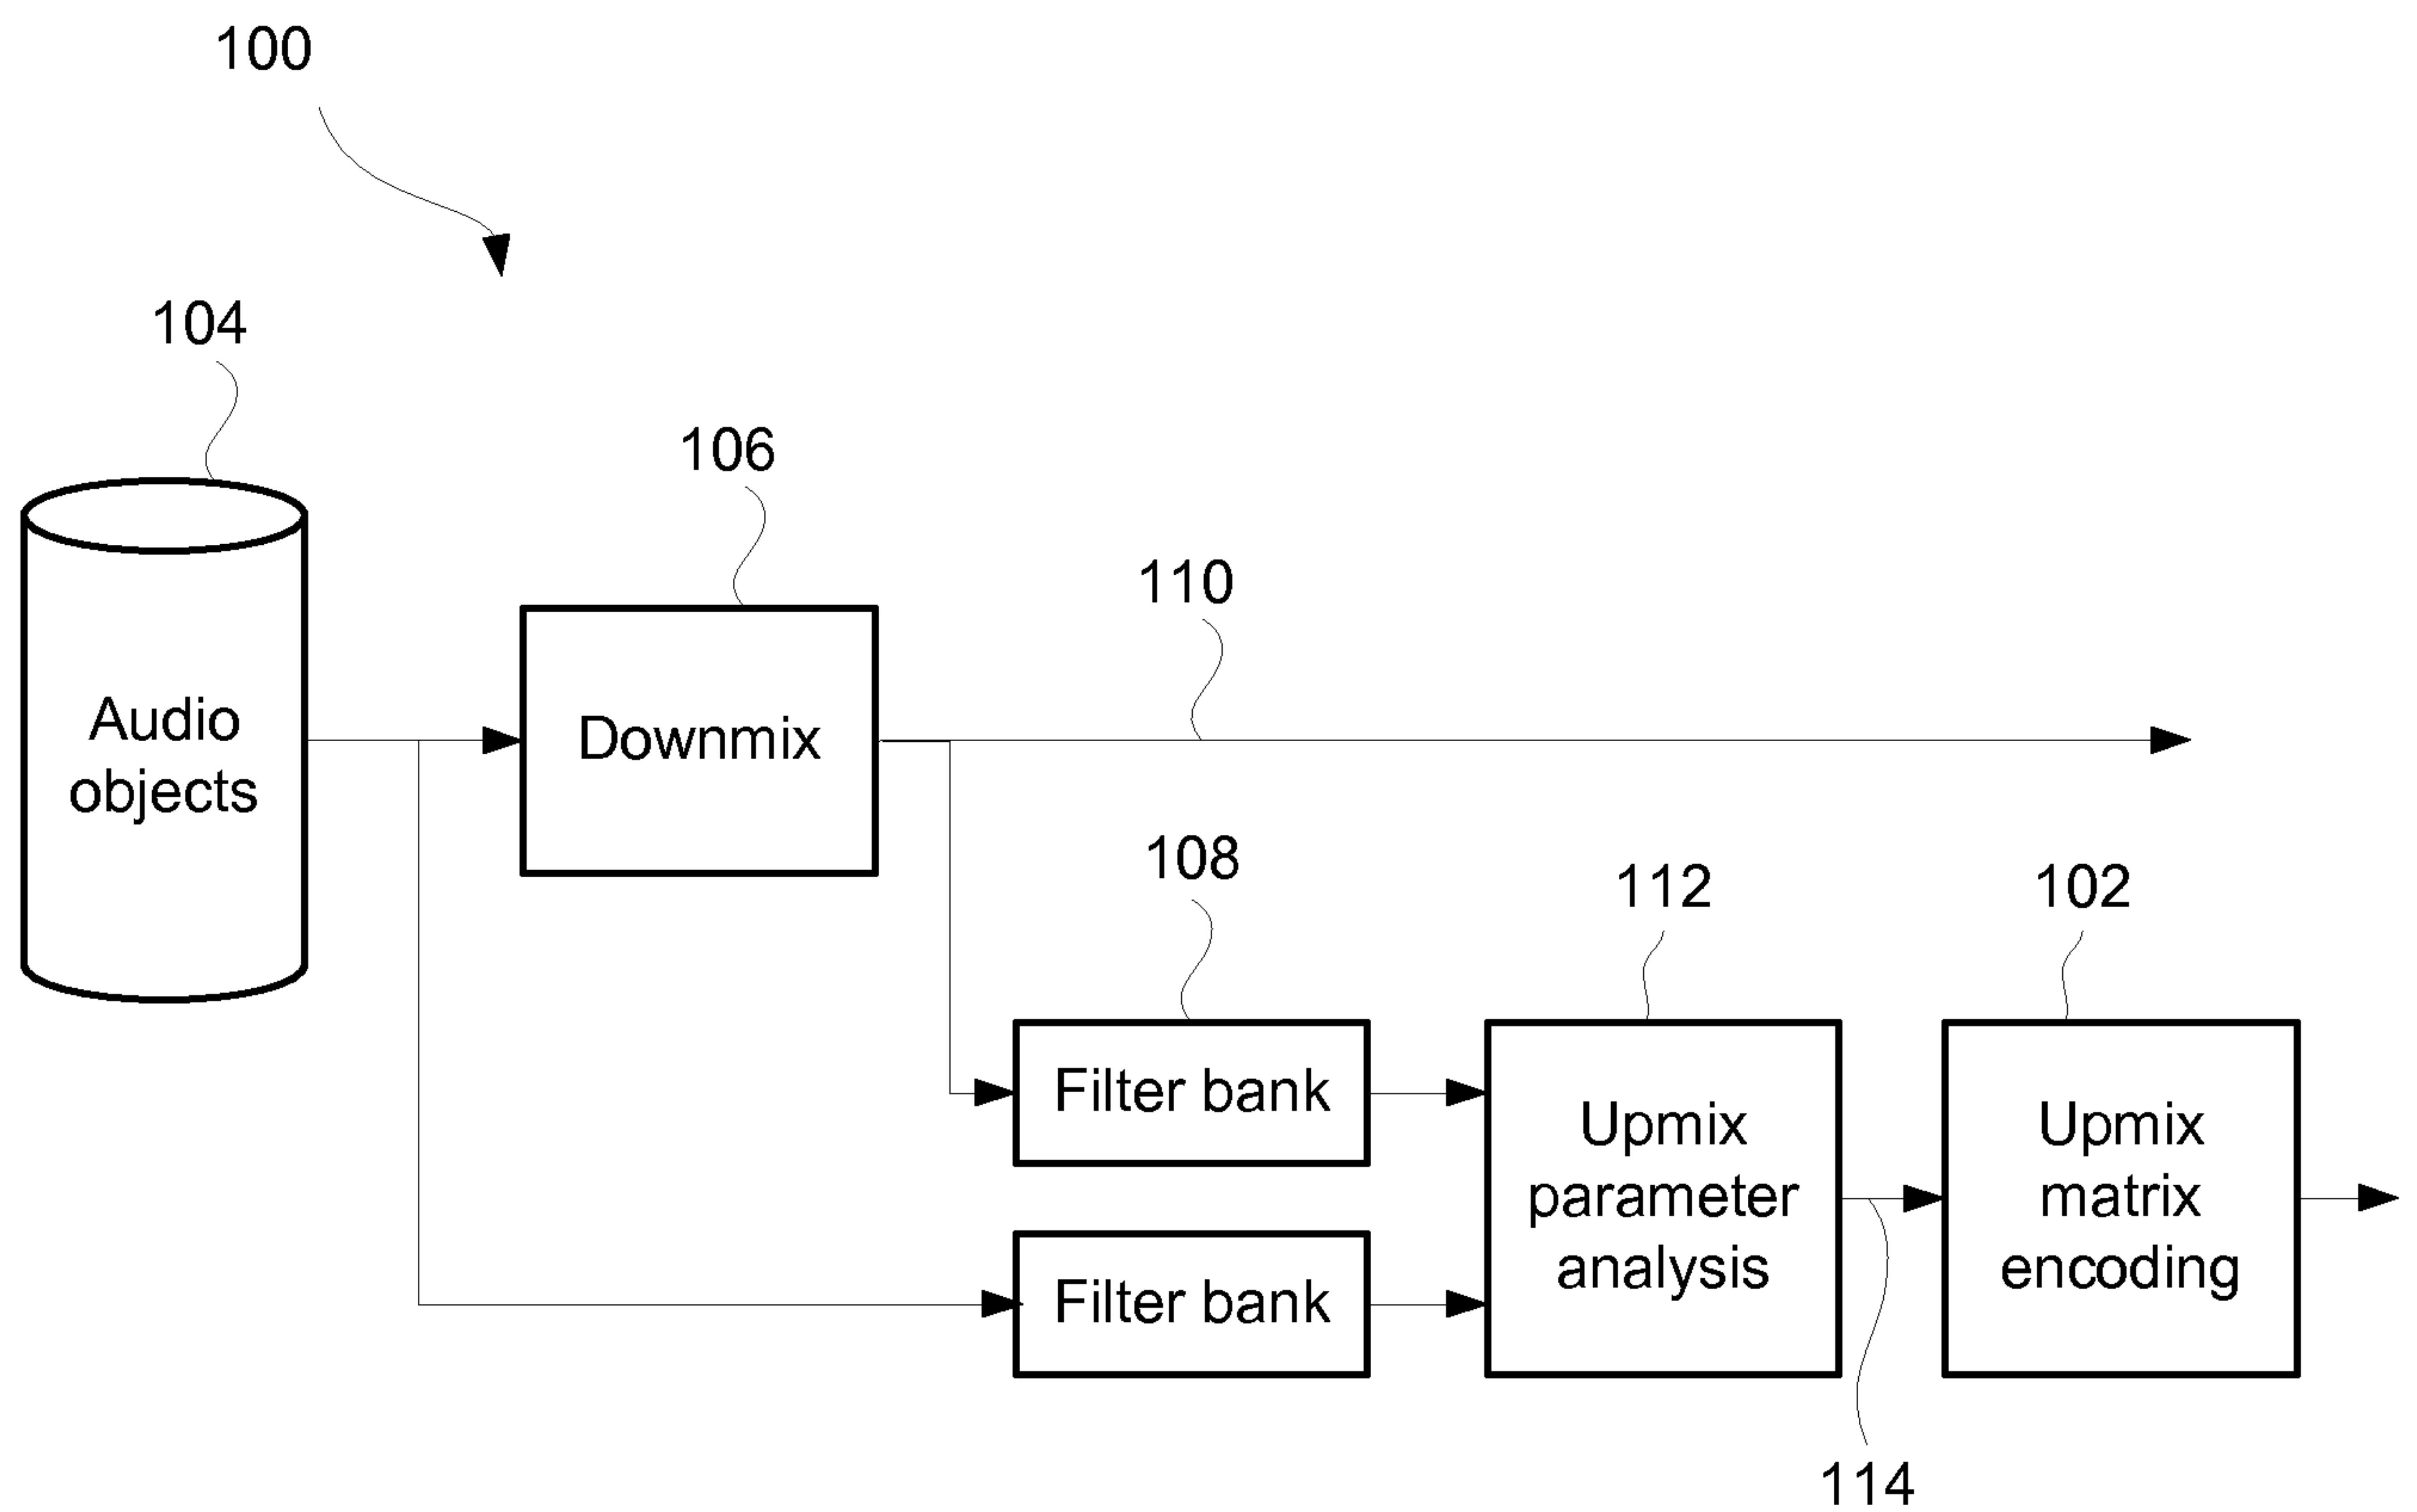 100
104
106
110
Audio
objects
Downmix
108
112
102
Filter bank
Upmix
parameter
analysis
Upmix
matrix
encoding
Filter bank
114